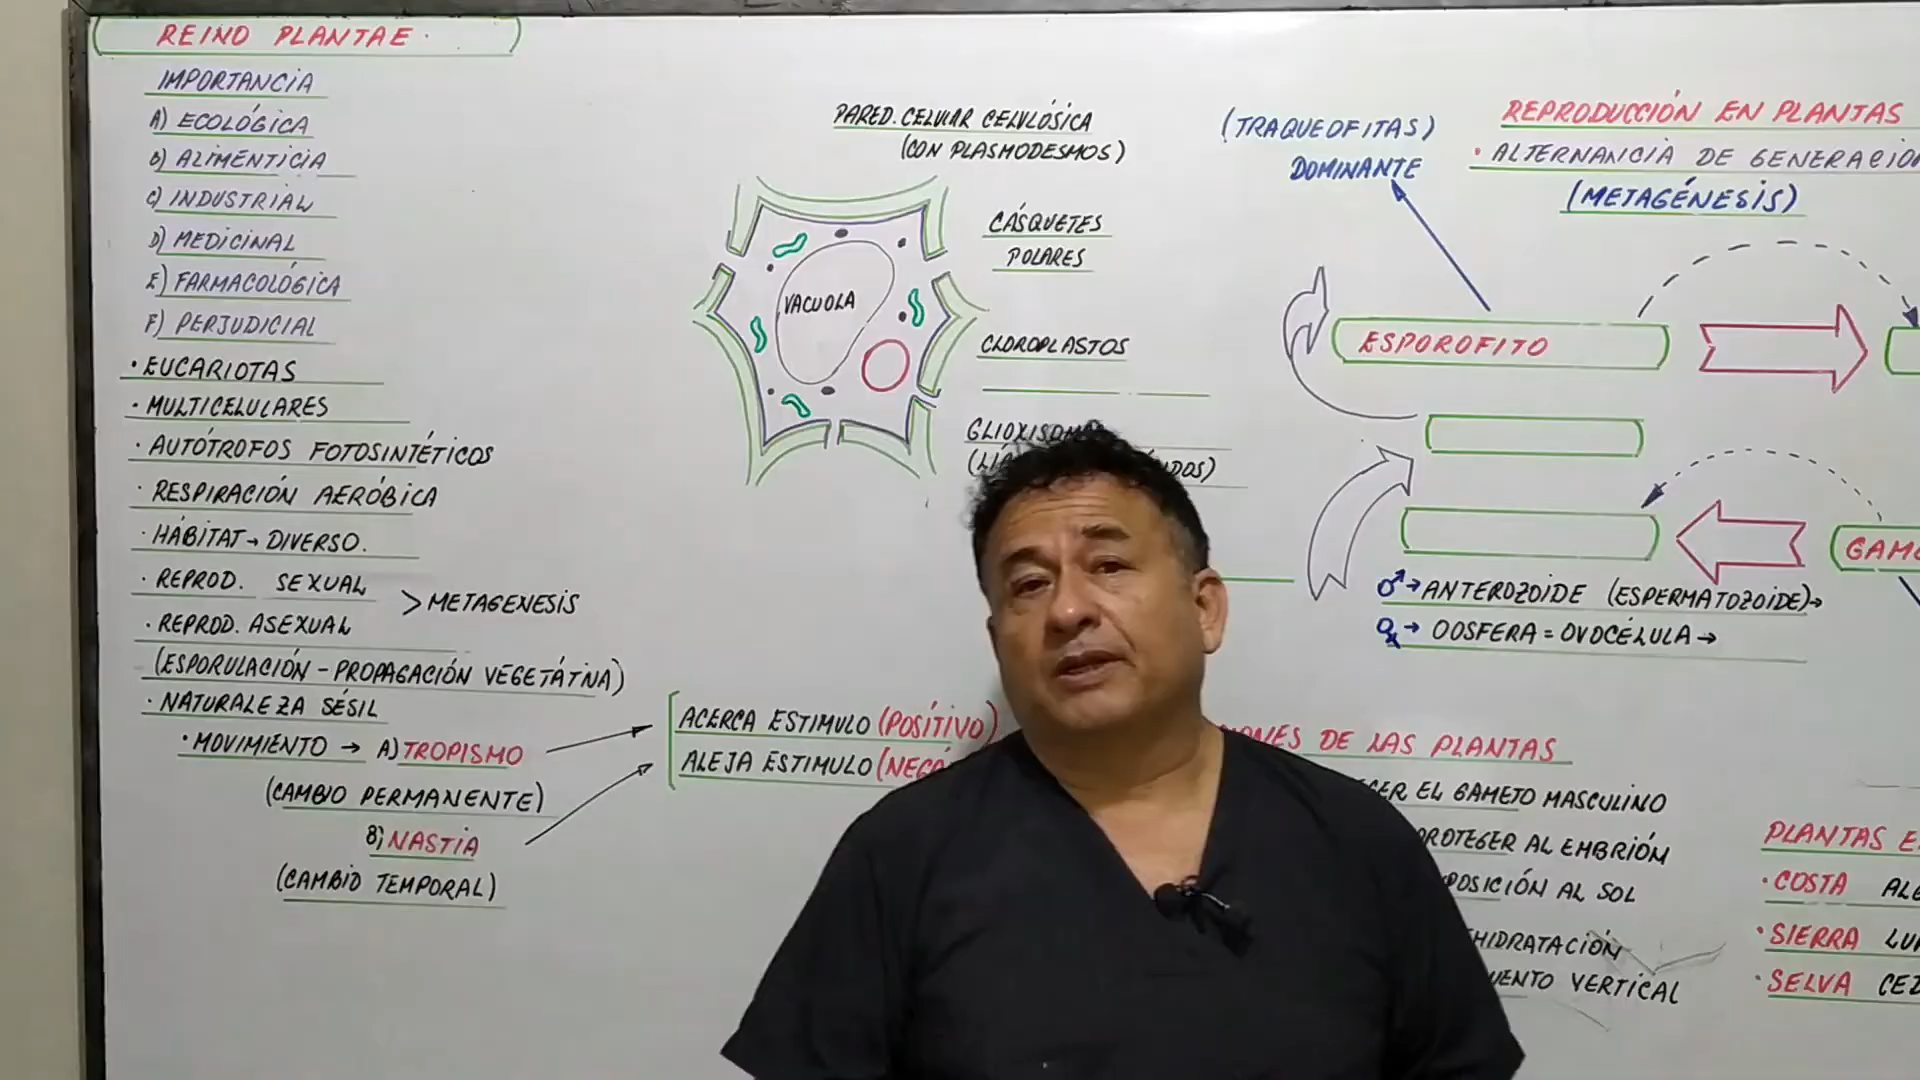 REINO PLANTAE.
IMPORTANCIA
A) ECOLÓGICA
B) ALIMENTICIA
C) INDUSTRIAL
D) MEDICINAL
E) FARMACOLÓGICA
F) PERJUDICIAL
• EUCARIOTAS
• MULTICELULARES
• AUTÓTROFOS FOTOSINTÉTICOS
• RESPIRACIÓN AERÓBICA
• HÁBITAT → DIVERSO.
• REPROD. SEXUAL
• REPROD. ASEXUAL
> METAGENESIS
(ESPORULACIÓN - PROPAGACIÓN VEGETÁTIVA)
• NATURALEZA SÉSIL
• MOVIMIENTO → A) TROPISMO
(CAMBIO PERMANENTE)
B) NASTIA
(CAMBIO TEMPORAL)
ACERCA ESTIMULO (POSÍTIVO)
ALEJA ESTIMULO
PARED. CELULAR CELULÓSICA
(CON PLASMODESMOS)
VACUOLA
CÁSQUETES
POLARES
CLOROPLASTOS
(TRAQUEOFITAS)
DOMINANTE
REPRODUCCIÓN EN PLANTAS
• ALTERNANCIA DE
(METAGÉNESIS)
ESPOROFITO
♂→ ANTEROZOIDE (ESPERMATOZOIDE)→
♀→ OOSFERA = OVOCÉLULA →
DE LAS PLANTAS
EL GAMETO MASCULINO
PROTEGER AL EMBRIÓN
AL SOL
VERTICAL
PLANTAS
• COSTA
• SIERRA
• SELVA